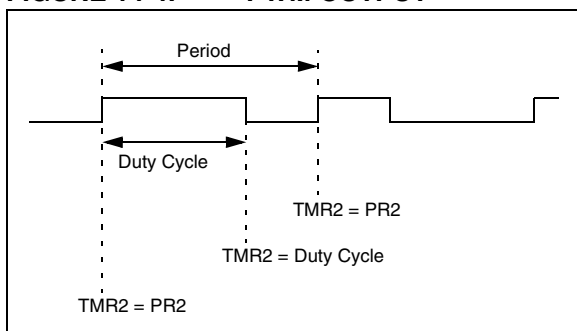 Period
Duty Cycle
TMR2 = PR2
TMR2 = Duty Cycle
TMR2 = PR2